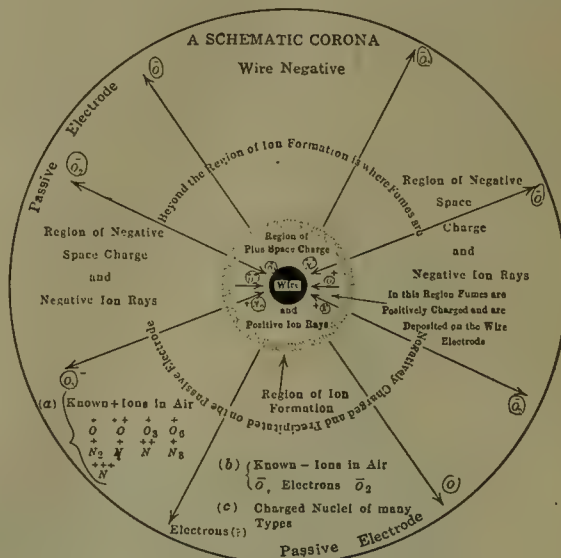 A SCHEMATIC CORONA
Wire Negative
Passive Electrode
Beyond the Region of Ion Formation is where Fumes are
Negatively Charged and Precipitated on the Passive Electrode
Region of Negative
Space Charge
and
Negative Ion Rays
Region of
Plus Space Charge
Wire
and
Positive Ion Rays
Region of Negative
Space
Charge
and
Negative Ion Rays
In this Region Fumes are
Positively Charged and are
Deposited on the Wire
Electrode
Region of Ion
Formation
(a) Known + Ions in Air
(b) Known – Ions in Air
Ō, Electrons Ō₂
(c) Charged Nuclei of many
Types
Electrons (?)
Passive Electrode